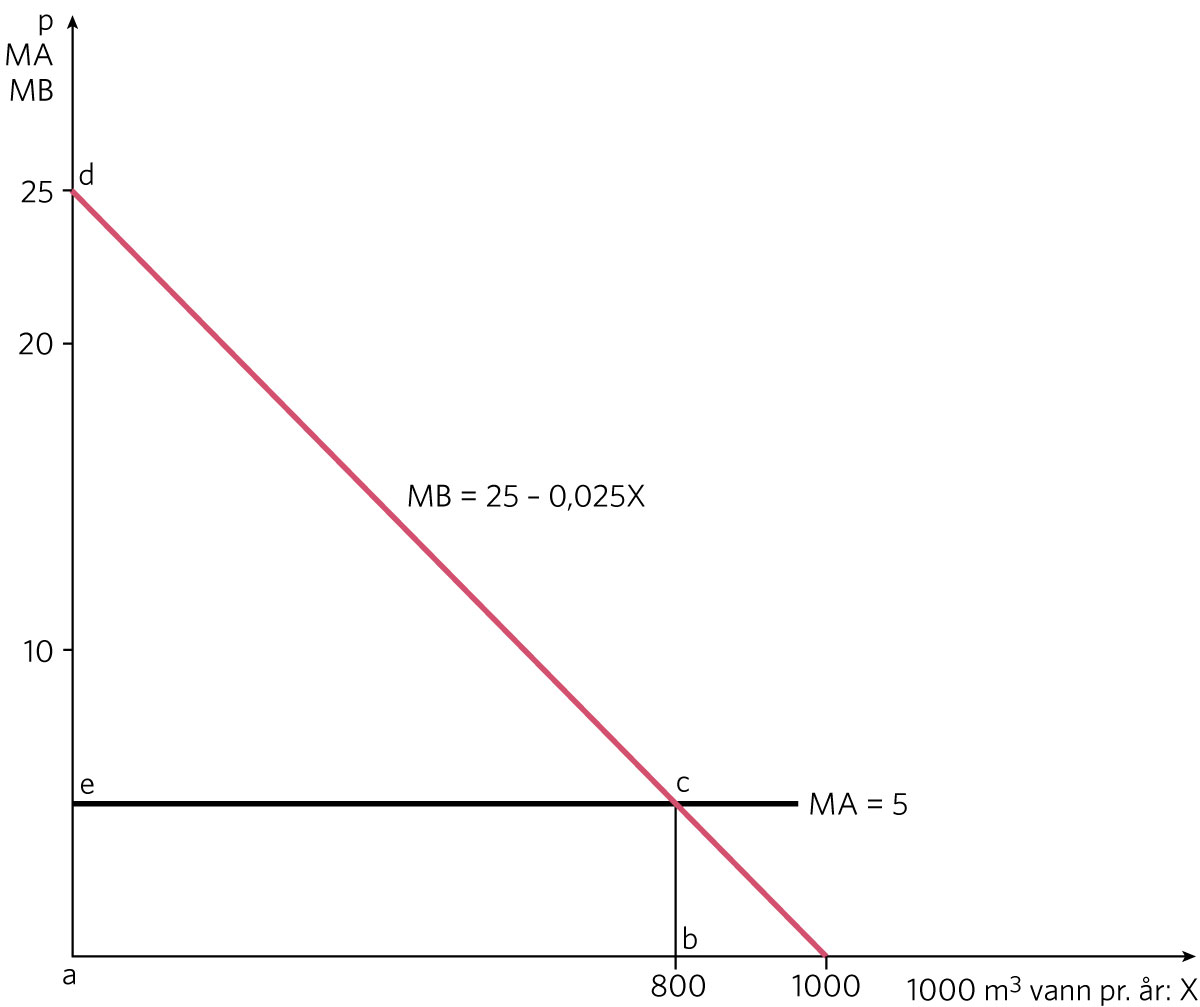 p
MA
MB
25
d
20
MB = 25 – 0,025X
10
e
c
MA = 5
b
a
800
1000
1000 m³ vann pr. år: X